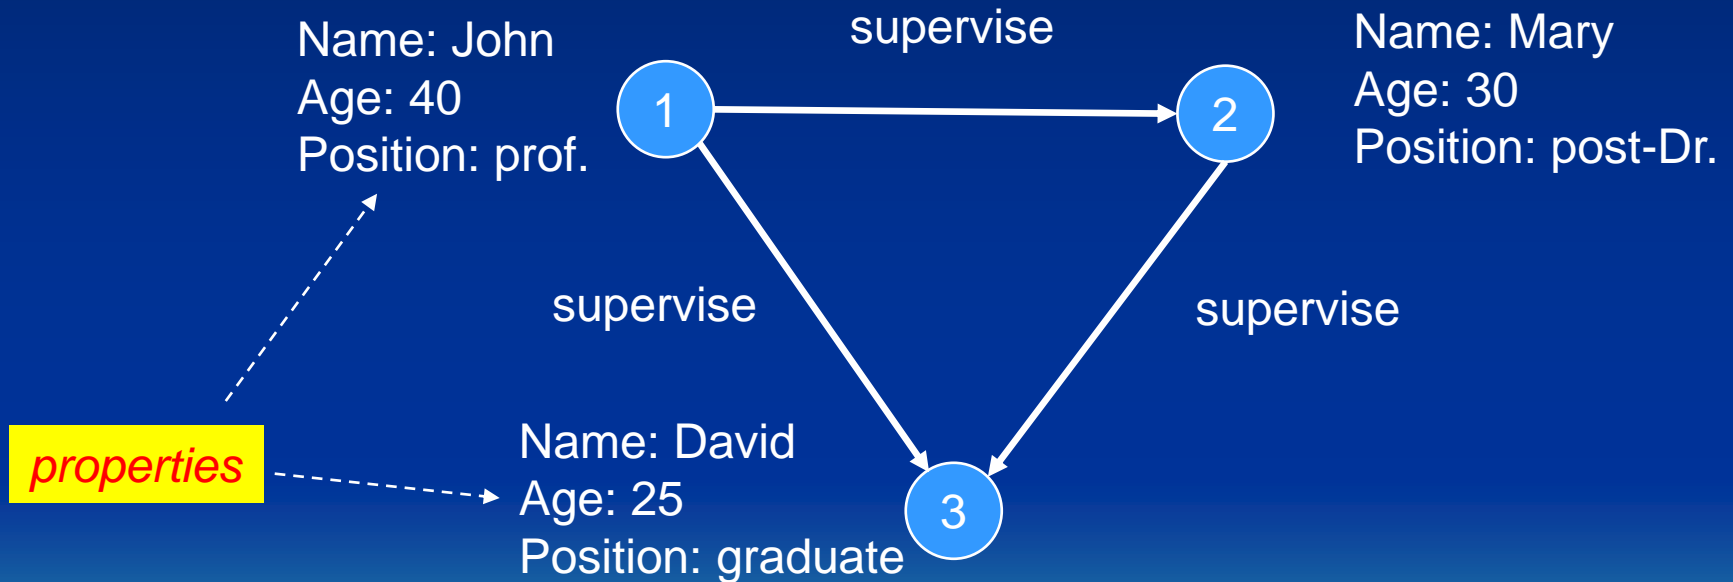 supervise
Name: John
Age: 40
Position: prof.
1
2
Name: Mary
Age: 30
Position: post-Dr.
supervise
supervise
properties
Name: David
Age: 25
Position: graduate
3